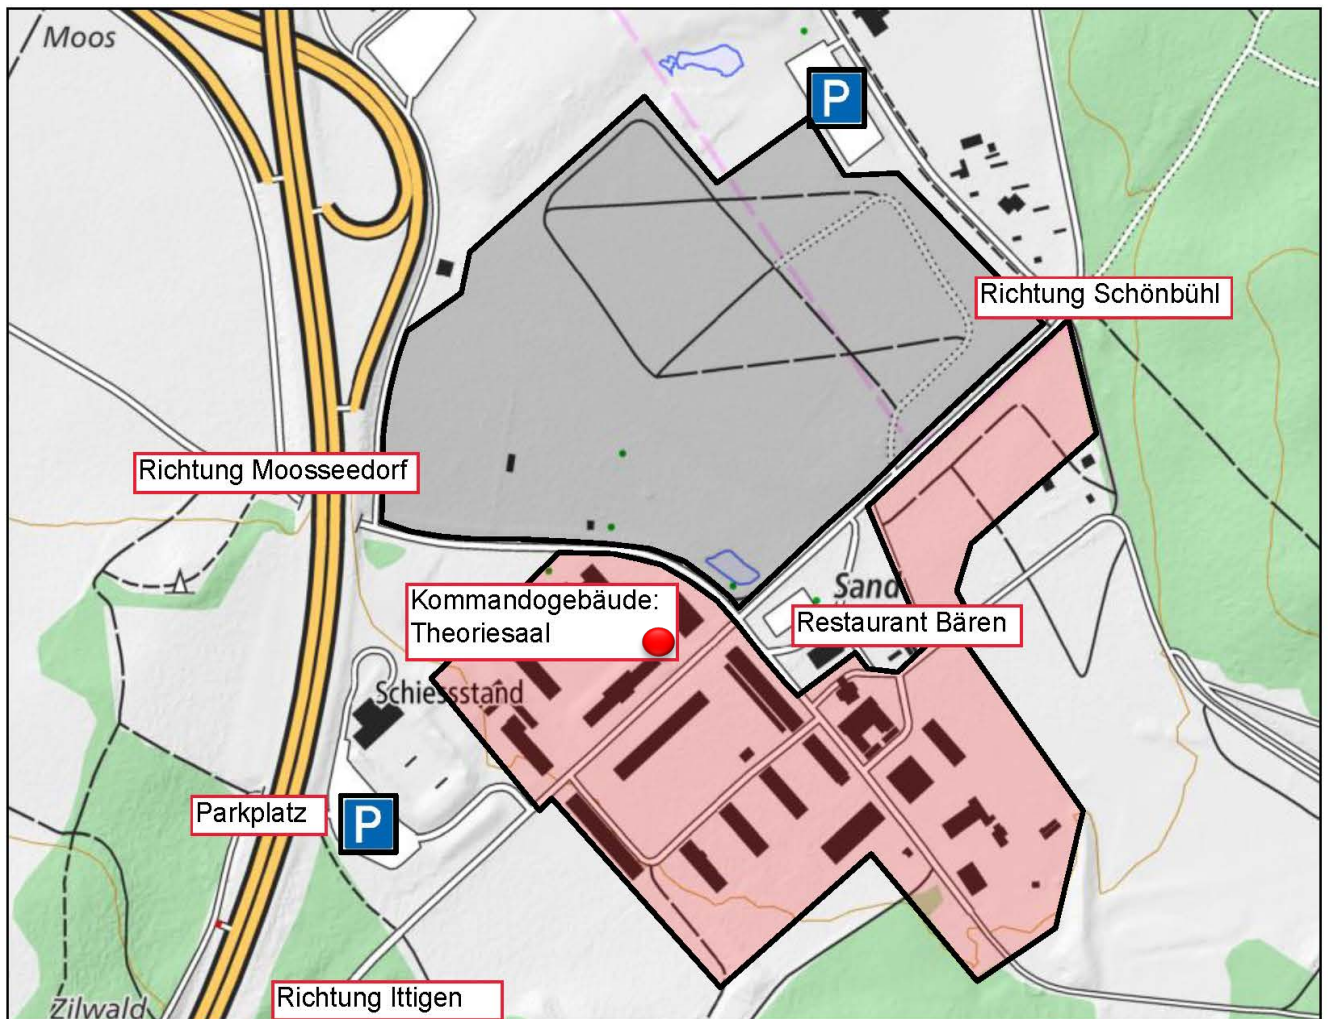 Moos
P
Richtung Schönbühl
Richtung Moosseedorf
Kommandogebäude:
Theoriesaal
Sand
Restaurant Bären
Schiessstand
Parkplatz
P
Richtung Ittigen
Zilwald